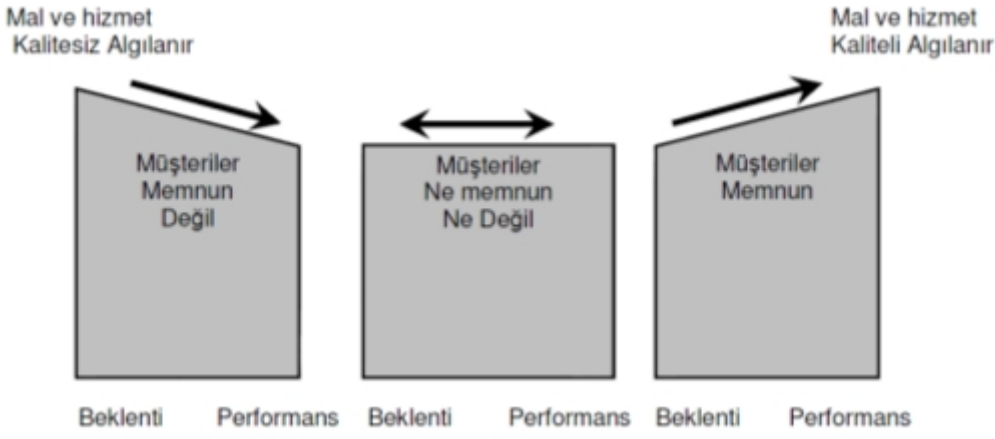 Mal ve hizmet
Kalitesiz Algılanır
Mal ve hizmet
Kaliteli Algılanır
Müşteriler
Memnun
Değil
Müşteriler
Ne memnun
Ne Değil
Müşteriler
Memnun
Beklenti Performans Beklenti Performans Beklenti Performans